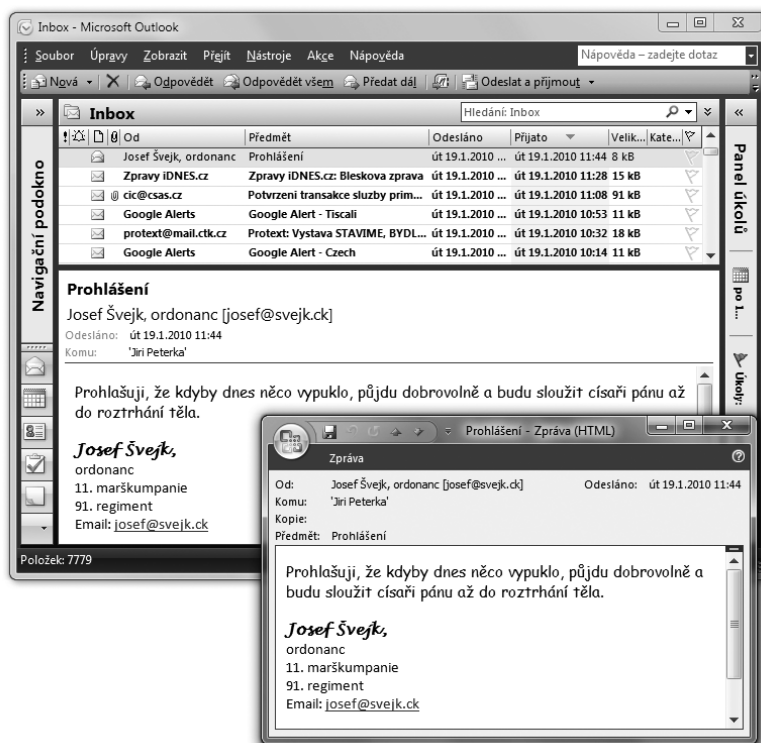 Inbox - Microsoft Outlook
Soubor Úpravy Zobrazit Přejít Nástroje Akce Nápověda Nápověda – zadejte dotaz
Nová Odpovědět Odpovědět všem Předat dál Odeslat a přijmout
» Inbox Hledání: Inbox «
! Od Předmět Odesláno Přijato Velik... Kate...
Josef Švejk, ordonanc Prohlášení út 19.1.2010 ... út 19.1.2010 11:44 8 kB
Zpravy iDNES.cz Zpravy iDNES.cz: Bleskova zprava út 19.1.2010 ... út 19.1.2010 11:28 15 kB
cic@csas.cz Potvrzeni transakce sluzby prim... út 19.1.2010 ... út 19.1.2010 11:08 91 kB
Google Alerts Google Alert - Tiscali út 19.1.2010 ... út 19.1.2010 10:53 11 kB
protext@mail.ctk.cz Protext: Vystava STAVIME, BYDL... út 19.1.2010 ... út 19.1.2010 10:32 18 kB
Google Alerts Google Alert - Czech út 19.1.2010 ... út 19.1.2010 10:14 11 kB
Navigační podokno
Panel úkolů
po 1...
Úkoly:
Prohlášení
Josef Švejk, ordonanc [josef@svejk.ck]
Odesláno: út 19.1.2010 11:44
Komu: 'Jiri Peterka'
Prohlašuji, že kdyby dnes něco vypuklo, půjdu dobrovolně a budu sloužit císaři pánu až
do roztrhání těla.
Josef Švejk,
ordonanc
11. marškumpanie
91. regiment
Email: josef@svejk.ck
Položek: 7779
Prohlášení - Zpráva (HTML)
Zpráva
Od: Josef Švejk, ordonanc [josef@svejk.ck] Odesláno: út 19.1.2010 11:44
Komu: 'Jiri Peterka'
Kopie:
Předmět: Prohlášení
Prohlašuji, že kdyby dnes něco vypuklo, půjdu dobrovolně a
budu sloužit císaři pánu až do roztrhání těla.
Josef Švejk,
ordonanc
11. marškumpanie
91. regiment
Email: josef@svejk.ck